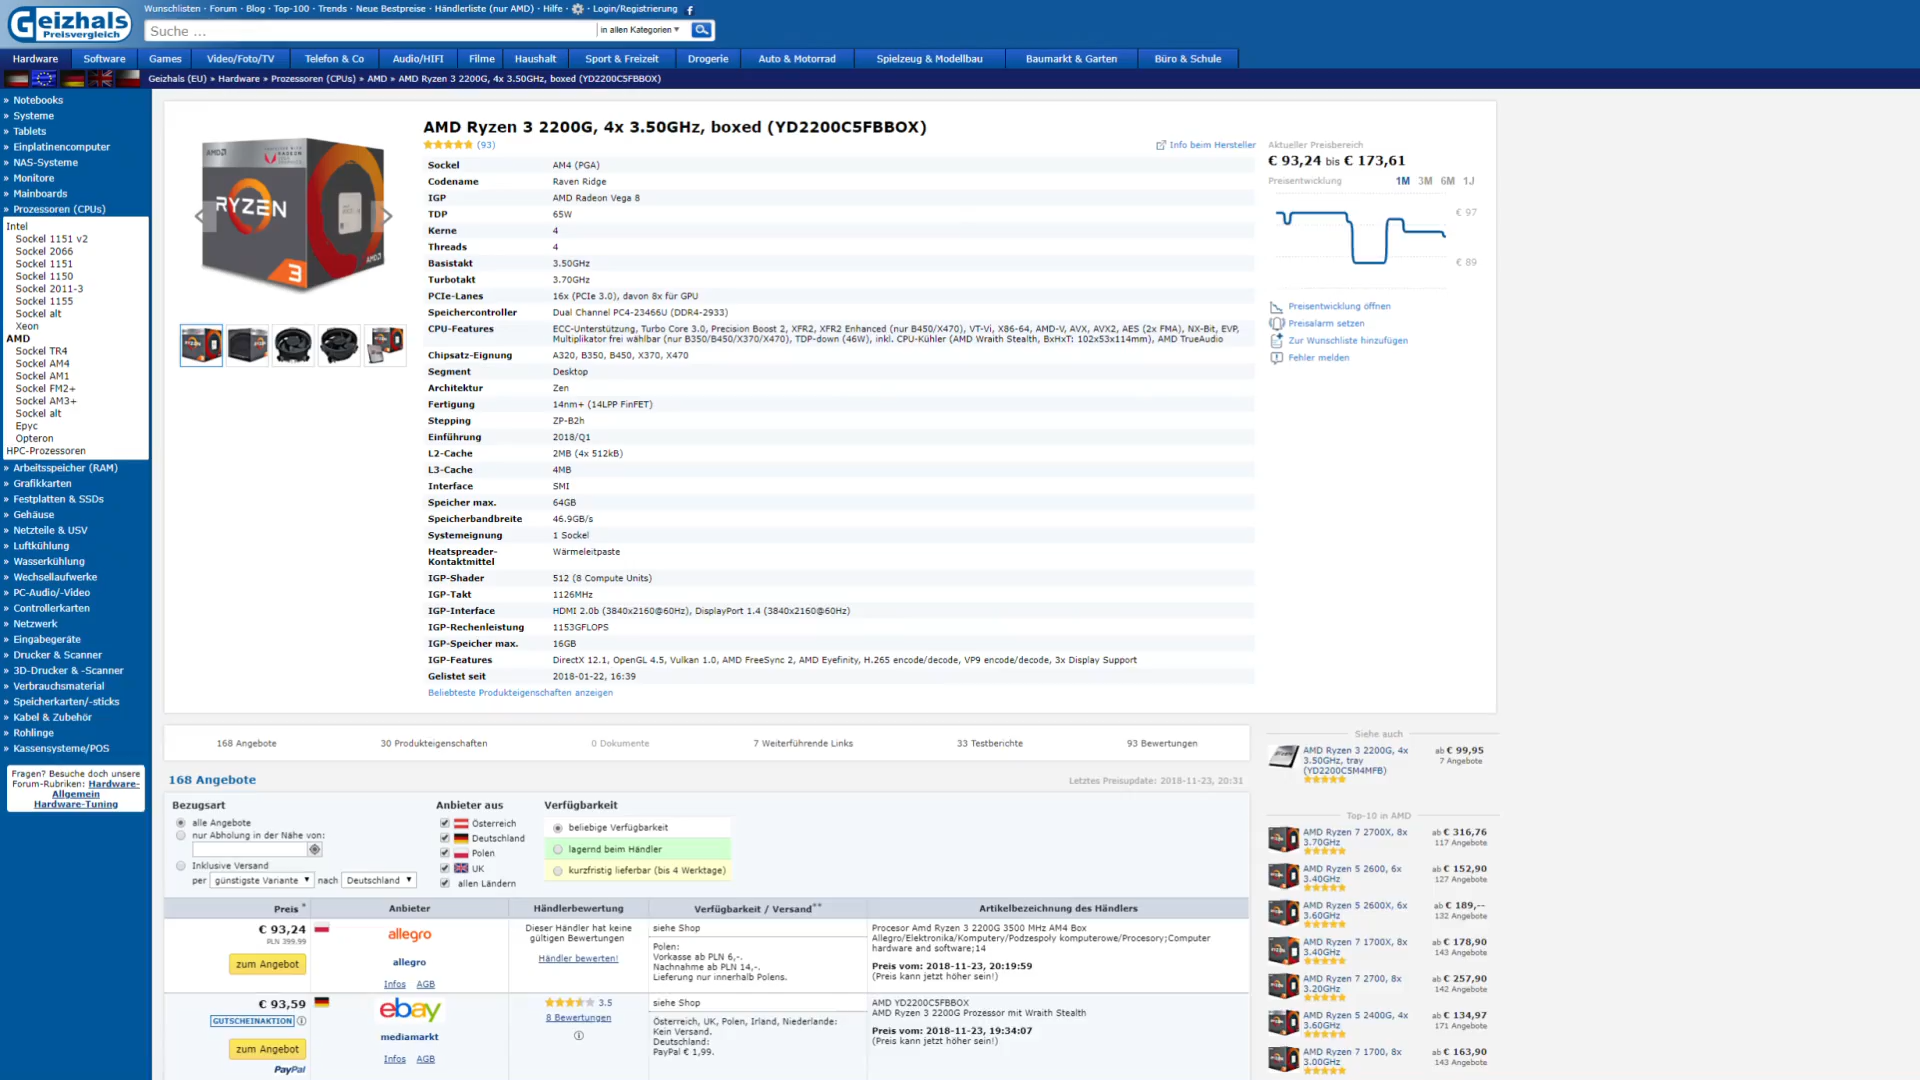 Geizhals
Preisvergleich
Wunschlisten · Forum · Blog · Top-100 · Trends · Neue Bestpreise · Händlerliste (nur AMD) · Hilfe · Login/Registrierung
Suche ...
in allen Kategorien
Hardware Software Games Video/Foto/TV Telefon & Co Audio/HIFI Filme Haushalt Sport & Freizeit Drogerie Auto & Motorrad Spielzeug & Modellbau Baumarkt & Garten Büro & Schule
Geizhals (EU) » Hardware » Prozessoren (CPUs) » AMD » AMD Ryzen 3 2200G, 4x 3.50GHz, boxed (YD2200C5FBBOX)
» Notebooks
» Systeme
» Tablets
» Einplatinencomputer
» NAS-Systeme
» Monitore
» Mainboards
» Prozessoren (CPUs)
Intel
Sockel 1151 v2
Sockel 2066
Sockel 1151
Sockel 1150
Sockel 2011-3
Sockel 1155
Sockel alt
Xeon
AMD
Sockel TR4
Sockel AM4
Sockel AM1
Sockel FM2+
Sockel AM3+
Sockel alt
Epyc
Opteron
HPC-Prozessoren
» Arbeitsspeicher (RAM)
» Grafikkarten
» Festplatten & SSDs
» Gehäuse
» Netzteile & USV
» Luftkühlung
» Wasserkühlung
» Wechsellaufwerke
» PC-Audio/-Video
» Controllerkarten
» Netzwerk
» Eingabegeräte
» Drucker & Scanner
» 3D-Drucker & -Scanner
» Verbrauchsmaterial
» Speicherkarten/-sticks
» Kabel & Zubehör
» Rohlinge
» Kassensysteme/POS
Fragen? Besuche doch unsere
Forum-Rubriken: Hardware-
Allgemein
Hardware-Tuning
AMD
RYZEN
3
AMD
AMD Ryzen 3 2200G, 4x 3.50GHz, boxed (YD2200C5FBBOX)
(93)
Info beim Hersteller
Sockel AM4 (PGA)
Codename Raven Ridge
IGP AMD Radeon Vega 8
TDP 65W
Kerne 4
Threads 4
Basistakt 3.50GHz
Turbotakt 3.70GHz
PCIe-Lanes 16x (PCIe 3.0), davon 8x für GPU
Speichercontroller Dual Channel PC4-23466U (DDR4-2933)
CPU-Features ECC-Unterstützung, Turbo Core 3.0, Precision Boost 2, XFR2, XFR2 Enhanced (nur B450/X470), VT-Vi, X86-64, AMD-V, AVX, AVX2, AES (2x FMA), NX-Bit, EVP,
Multiplikator frei wählbar (nur B350/B450/X370/X470), TDP-down (46W), inkl. CPU-Kühler (AMD Wraith Stealth, BxHxT: 102x53x114mm), AMD TrueAudio
Chipsatz-Eignung A320, B350, B450, X370, X470
Segment Desktop
Architektur Zen
Fertigung 14nm+ (14LPP FinFET)
Stepping ZP-B2h
Einführung 2018/Q1
L2-Cache 2MB (4x 512kB)
L3-Cache 4MB
Interface SMI
Speicher max. 64GB
Speicherbandbreite 46.9GB/s
Systemeignung 1 Sockel
Heatspreader- Wärmeleitpaste
Kontaktmittel
IGP-Shader 512 (8 Compute Units)
IGP-Takt 1126MHz
IGP-Interface HDMI 2.0b (3840x2160@60Hz), DisplayPort 1.4 (3840x2160@60Hz)
IGP-Rechenleistung 1153GFLOPS
IGP-Speicher max. 16GB
IGP-Features DirectX 12.1, OpenGL 4.5, Vulkan 1.0, AMD FreeSync 2, AMD Eyefinity, H.265 encode/decode, VP9 encode/decode, 3x Display Support
Gelistet seit 2018-01-22, 16:39
Beliebteste Produkteigenschaften anzeigen
Aktueller Preisbereich
€ 93,24 bis € 173,61
Preisentwicklung 1M 3M 6M 1J
€ 97
€ 89
Preisentwicklung öffnen
Preisalarm setzen
Zur Wunschliste hinzufügen
Fehler melden
168 Angebote 30 Produkteigenschaften 0 Dokumente 7 Weiterführende Links 33 Testberichte 93 Bewertungen
168 Angebote
Letztes Preisupdate: 2018-11-23, 20:31
Bezugsart
alle Angebote
nur Abholung in der Nähe von:
Inklusive Versand
per günstigste Variante nach Deutschland
Anbieter aus
Österreich
Deutschland
Polen
UK
allen Ländern
Verfügbarkeit
beliebige Verfügbarkeit
lagernd beim Händler
kurzfristig lieferbar (bis 4 Werktage)
Preis * Anbieter Händlerbewertung Verfügbarkeit / Versand** Artikelbezeichnung des Händlers
€ 93,24
PLN 399.99
zum Angebot
allegro
allegro
Infos AGB
Dieser Händler hat keine
gültigen Bewertungen
Händler bewerten!
siehe Shop
Polen:
Vorkasse ab PLN 6,-.
Nachnahme ab PLN 14,-.
Lieferung nur innerhalb Polens.
Procesor Amd Ryzen 3 2200G 3500 MHz AM4 Box
Allegro/Elektronika/Komputery/Podzespoły komputerowe/Procesory;Computer
hardware and software;14
Preis vom: 2018-11-23, 20:19:59
(Preis kann jetzt höher sein!)
€ 93,59
GUTSCHEINAKTION
zum Angebot
PayPal
ebay
mediamarkt
Infos AGB
3.5
8 Bewertungen
siehe Shop
Österreich, UK, Polen, Irland, Niederlande:
Kein Versand.
Deutschland:
PayPal € 1,99.
AMD YD2200C5FBBOX
AMD Ryzen 3 2200G Prozessor mit Wraith Stealth
Preis vom: 2018-11-23, 19:34:07
(Preis kann jetzt höher sein!)
Siehe auch
AMD Ryzen 3 2200G, 4x ab € 99,95
3.50GHz, tray 7 Angebote
(YD2200C5M4MFB)
Top-10 in AMD
AMD Ryzen 7 2700X, 8x ab € 316,76
3.70GHz 117 Angebote
AMD Ryzen 5 2600, 6x ab € 152,90
3.40GHz 127 Angebote
AMD Ryzen 5 2600X, 6x ab € 189,--
3.60GHz 132 Angebote
AMD Ryzen 7 1700X, 8x ab € 178,90
3.40GHz 143 Angebote
AMD Ryzen 7 2700, 8x ab € 257,90
3.20GHz 142 Angebote
AMD Ryzen 5 2400G, 4x ab € 134,97
3.60GHz 171 Angebote
AMD Ryzen 7 1700, 8x ab € 163,90
3.00GHz 143 Angebote